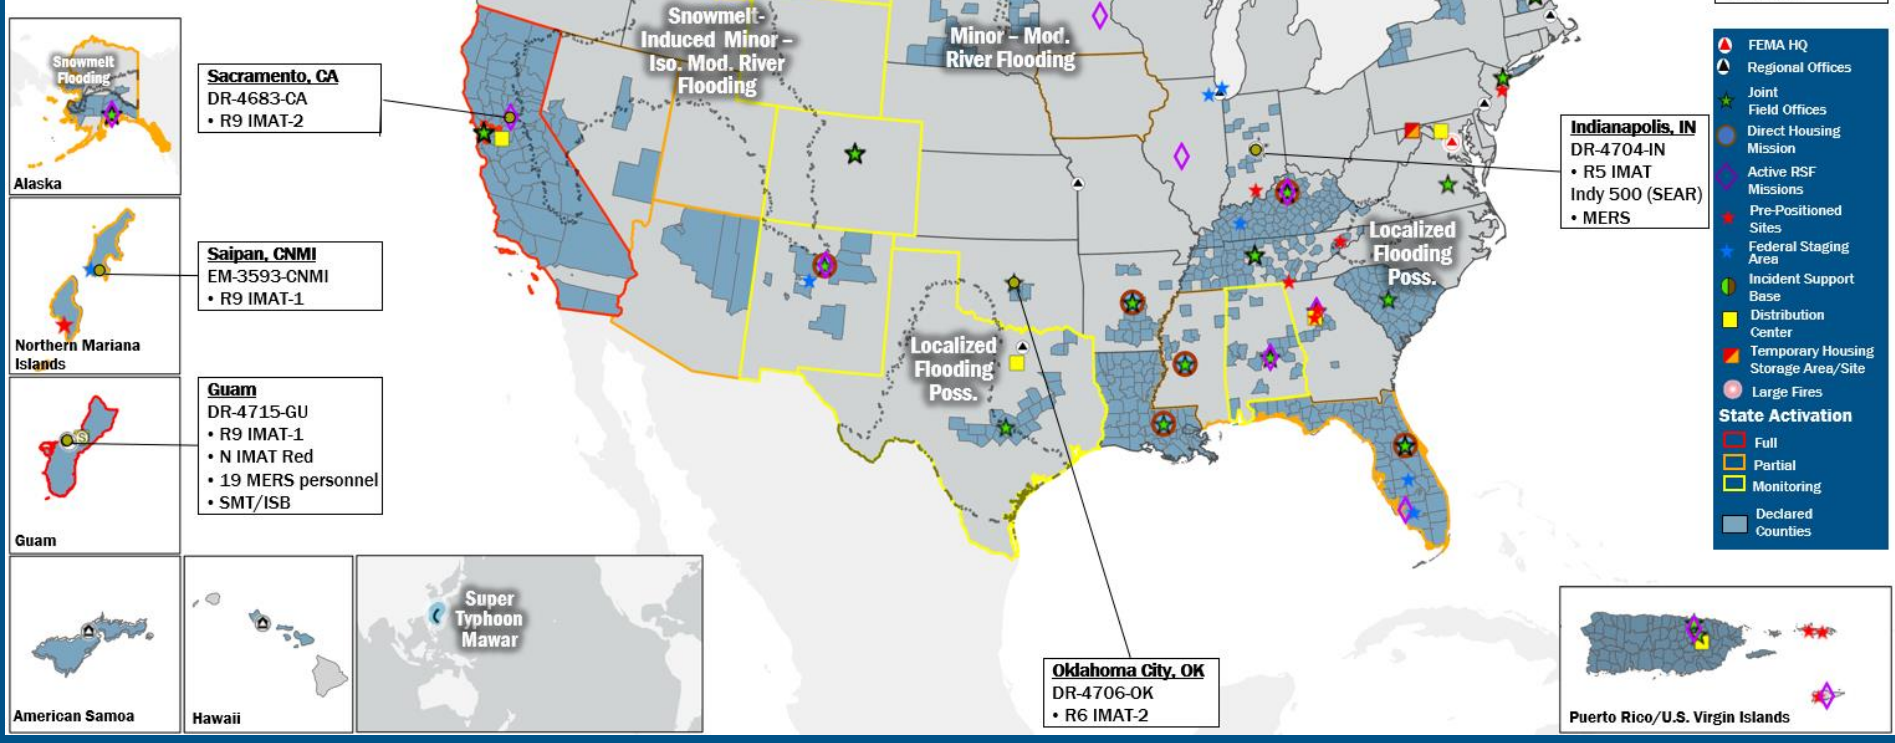 Snowmelt
Flooding
Alaska
Northern Mariana
Islands
Guam
American Samoa
Hawaii
Sacramento, CA
DR-4683-CA
• R9 IMAT-2
Saipan, CNMI
EM-3593-CNMI
• R9 IMAT-1
Guam
DR-4715-GU
• R9 IMAT-1
• N IMAT Red
• 19 MERS personnel
• SMT/ISB
S
Super
Typhoon
Mawar
Snowmelt-
Induced Minor –
Iso. Mod. River
Flooding
Minor – Mod.
River Flooding
Localized
Flooding
Poss.
Localized
Flooding
Poss.
Oklahoma City, OK
DR-4706-OK
• R6 IMAT-2
Indianapolis, IN
DR-4704-IN
• R5 IMAT
Indy 500 (SEAR)
• MERS
FEMA HQ
Regional Offices
Joint
Field Offices
Direct Housing
Mission
Active RSF
Missions
Pre-Positioned
Sites
Federal Staging
Area
Incident Support
Base
Distribution
Center
Temporary Housing
Storage Area/Site
Large Fires
State Activation
Full
Partial
Monitoring
Declared
Counties
Puerto Rico/U.S. Virgin Islands